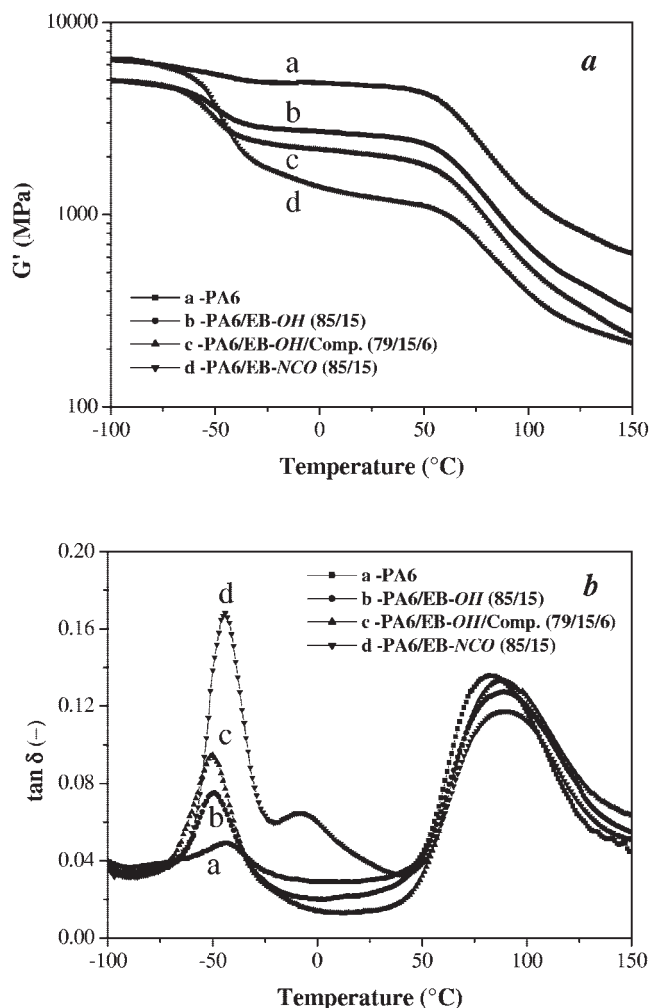 10000
a
a
b
c
G' (MPa)
1000
d
a -PA6
b -PA6/EB-OH (85/15)
c -PA6/EB-OH/Comp. (79/15/6)
d -PA6/EB-NCO (85/15)
100
-100 -50 0 50 100 150
Temperature (°C)
0.20
b
d
a -PA6
b -PA6/EB-OH (85/15)
0.16
c -PA6/EB-OH/Comp. (79/15/6)
d -PA6/EB-NCO (85/15)
0.12
tan δ (–)
c
0.08
b
a
0.04
0.00
-100 -50 0 50 100 150
Temperature (°C)